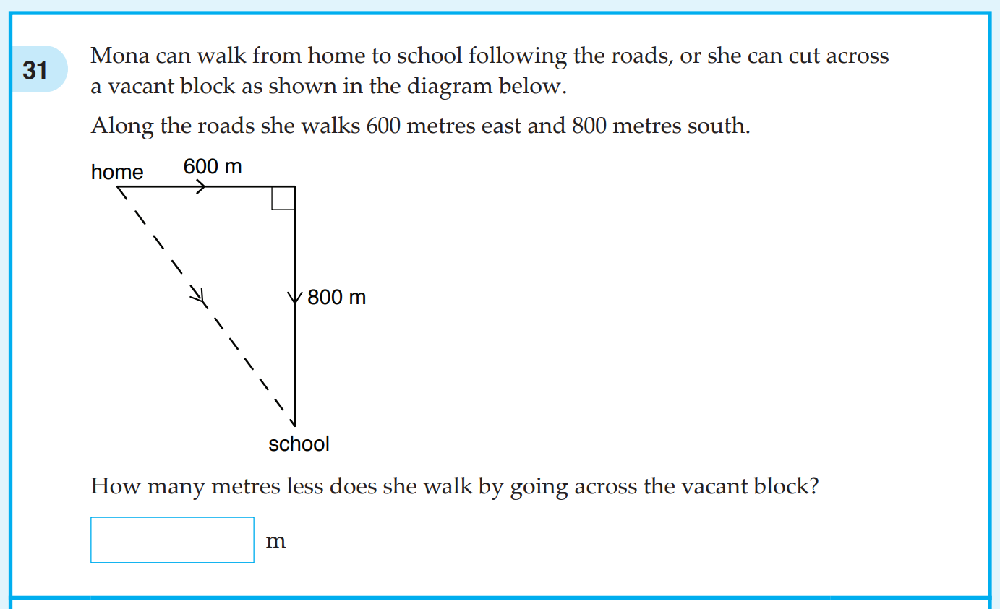 31
Mona can walk from home to school following the roads, or she can cut across
a vacant block as shown in the diagram below.
Along the roads she walks 600 metres east and 800 metres south.
home
600 m
800 m
school
How many metres less does she walk by going across the vacant block?
m